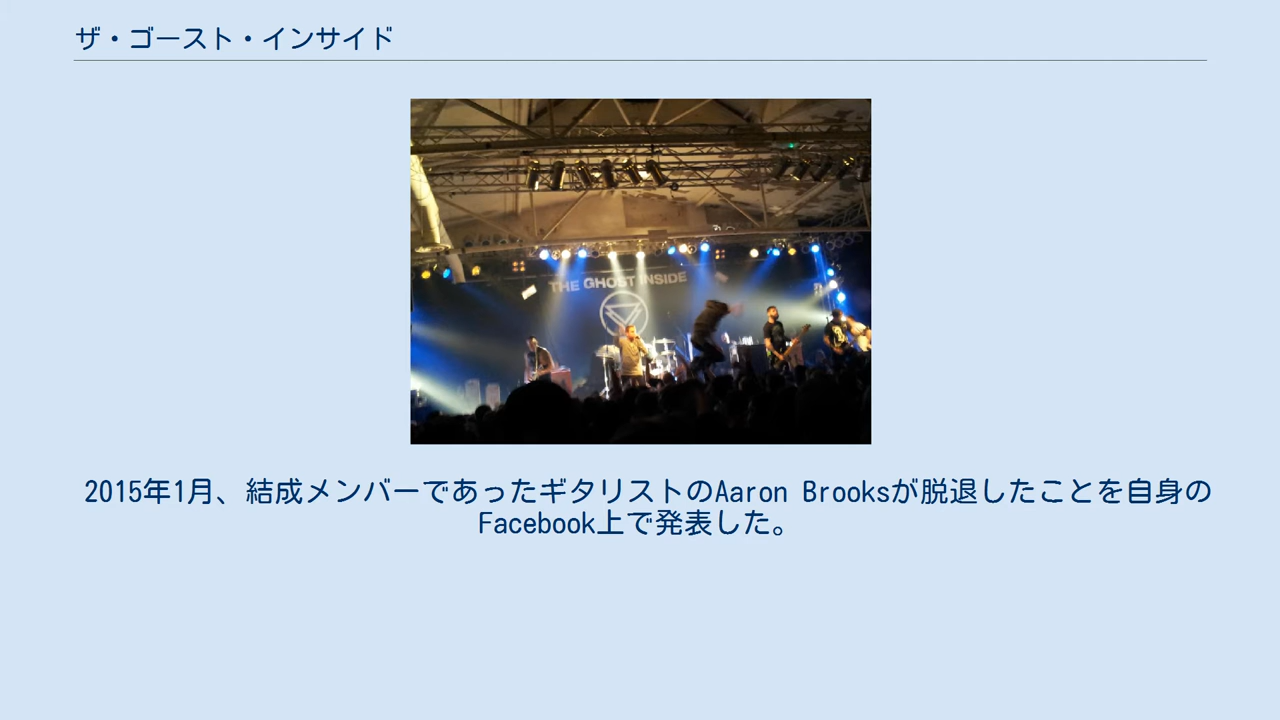 ザ・ゴースト・インサイド
THE GHOST INSIDE
2015年1月、結成メンバーであったギタリストのAaron Brooksが脱退したことを自身の
Facebook上で発表した。